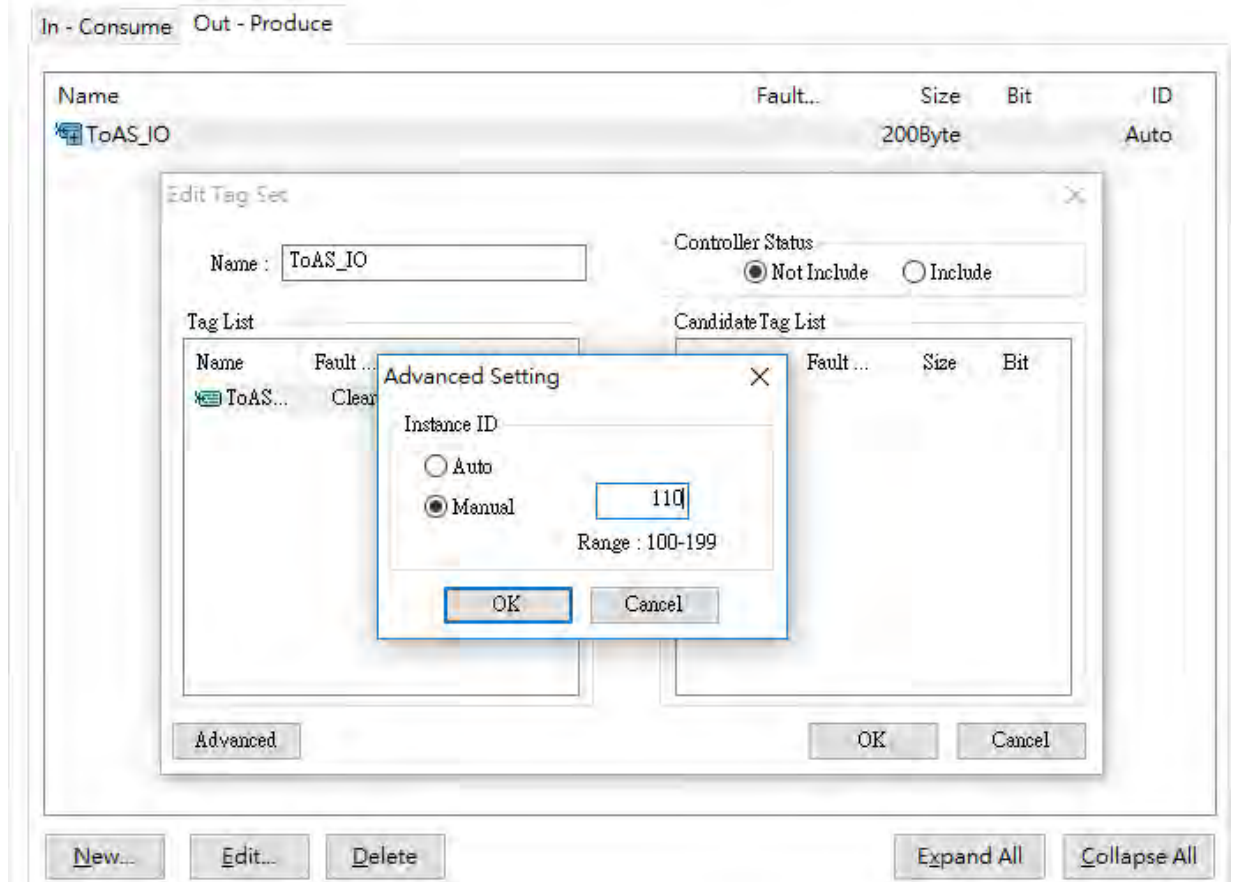 In - Consume Out - Produce
Name Fault... Size Bit ID
ToAS_IO 200Byte Auto
Edit Tag Set
Name : ToAS_IO
Controller Status
Not Include Include
Tag List
Name Fault ...
ToAS... Clear
Candidate Tag List
Fault ... Size Bit
Advanced Setting
Instance ID
Auto
Manual 110
Range : 100-199
OK Cancel
Advanced OK Cancel
New... Edit... Delete Expand All Collapse All